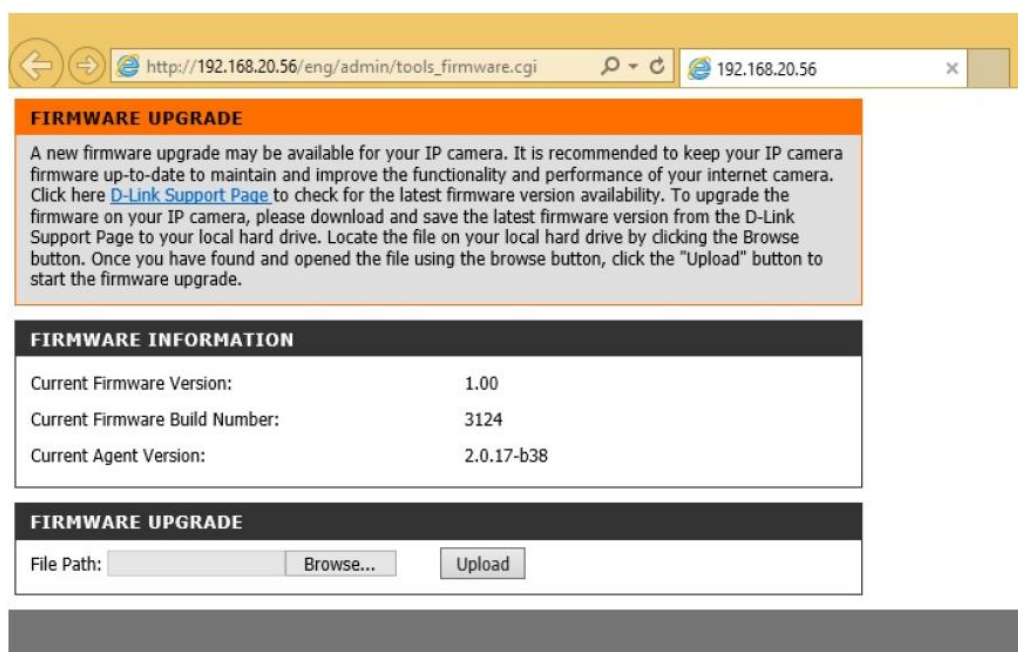 http://192.168.20.56/eng/admin/tools_firmware.cgi
192.168.20.56
FIRMWARE UPGRADE
A new firmware upgrade may be available for your IP camera. It is recommended to keep your IP camera
firmware up-to-date to maintain and improve the functionality and performance of your internet camera.
Click here D-Link Support Page to check for the latest firmware version availability. To upgrade the
firmware on your IP camera, please download and save the latest firmware version from the D-Link
Support Page to your local hard drive. Locate the file on your local hard drive by clicking the Browse
button. Once you have found and opened the file using the browse button, click the "Upload" button to
start the firmware upgrade.
FIRMWARE INFORMATION
Current Firmware Version: 1.00
Current Firmware Build Number: 3124
Current Agent Version: 2.0.17-b38
FIRMWARE UPGRADE
File Path: Browse... Upload